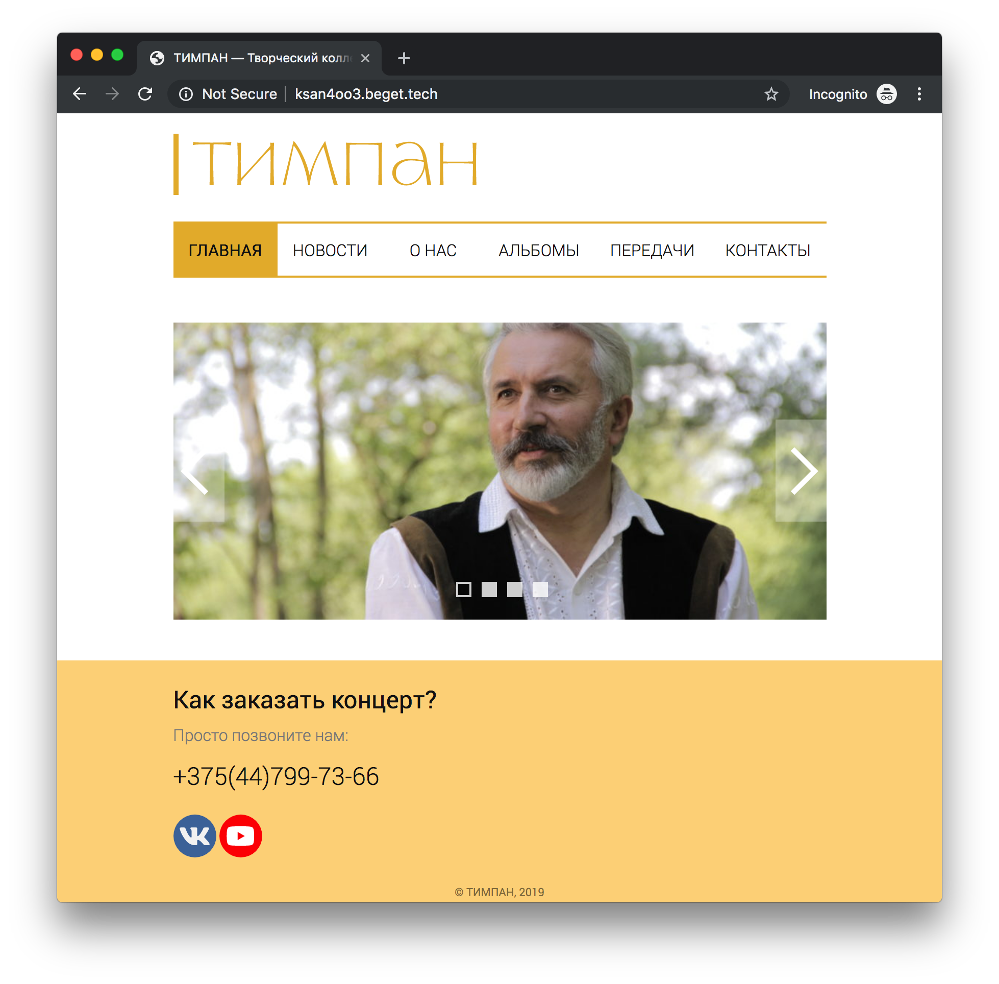 ТИМПАН — Творческий колле
Not Secure
ksan4oo3.beget.tech
Incognito
тимпан
ГЛАВНАЯ НОВОСТИ О НАС АЛЬБОМЫ ПЕРЕДАЧИ КОНТАКТЫ
Как заказать концерт?
Просто позвоните нам:
+375(44)799-73-66
© ТИМПАН, 2019